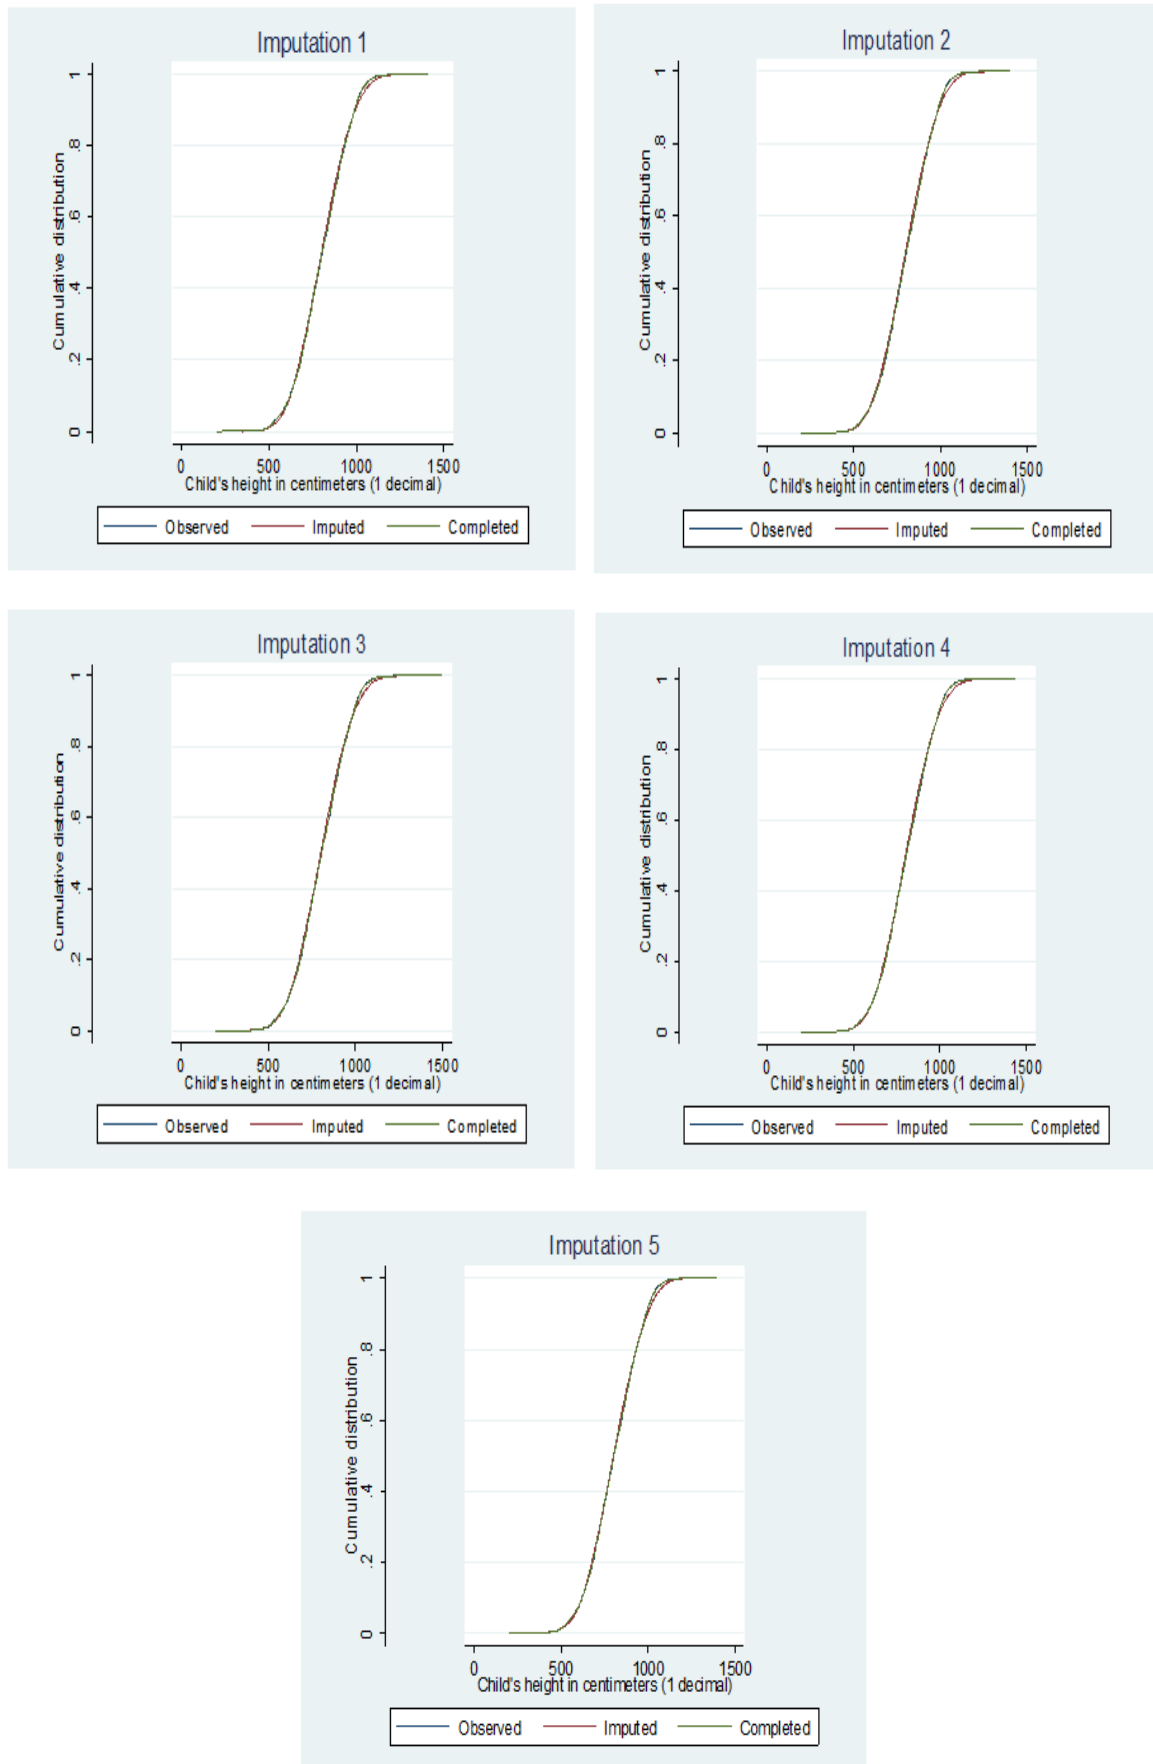 Imputation 1
Cumulative distribution
1
.8
.6
.4
.2
0
0 500 1000 1500
Child's height in centimeters (1 decimal)
Observed Imputed Completed
Imputation 2
Cumulative distribution
1
.8
.6
.4
.2
0
0 500 1000 1500
Child's height in centimeters (1 decimal)
Observed Imputed Completed
Imputation 3
Cumulative distribution
1
.8
.6
.4
.2
0
0 500 1000 1500
Child's height in centimeters (1 decimal)
Observed Imputed Completed
Imputation 4
Cumulative distribution
1
.8
.6
.4
.2
0
0 500 1000 1500
Child's height in centimeters (1 decimal)
Observed Imputed Completed
Imputation 5
Cumulative distribution
1
.8
.6
.4
.2
0
0 500 1000 1500
Child's height in centimeters (1 decimal)
Observed Imputed Completed